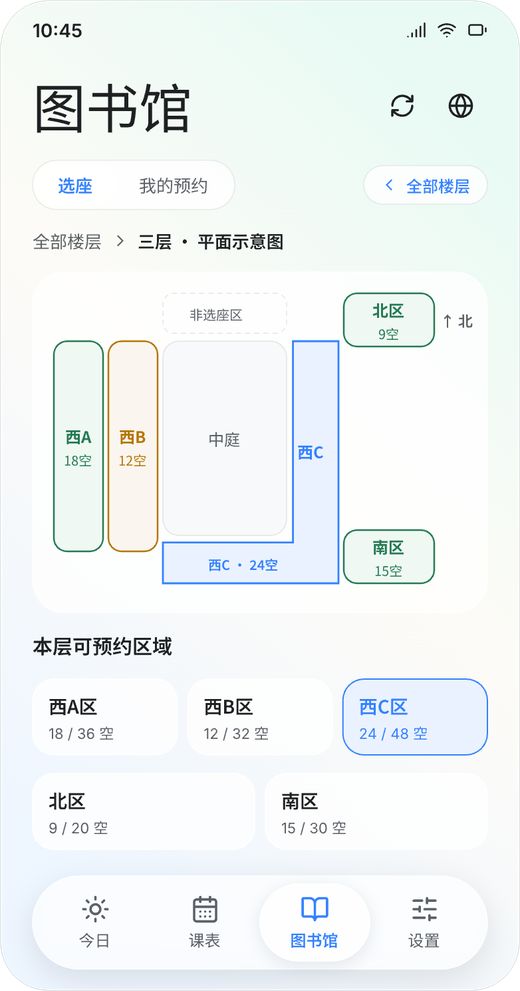 10:45
图书馆
选座
我的预约
全部楼层
全部楼层
三层 · 平面示意图
非选座区
北区
9空
↑ 北
西A
18空
西B
12空
中庭
西C
西C · 24空
南区
15空
本层可预约区域
西A区
18 / 36 空
西B区
12 / 32 空
西C区
24 / 48 空
北区
9 / 20 空
南区
15 / 30 空
今日
课表
图书馆
设置